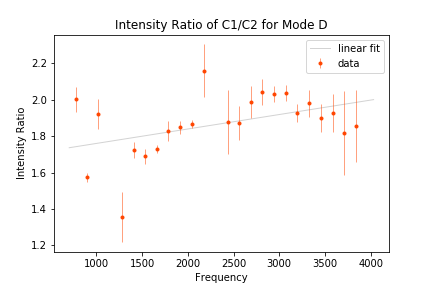 Intensity Ratio of C1/C2 for Mode D
linear fit
data
2.2
2.0
1.8
1.6
1.4
1.2
Intensity Ratio
1000 1500 2000 2500 3000 3500 4000
Frequency